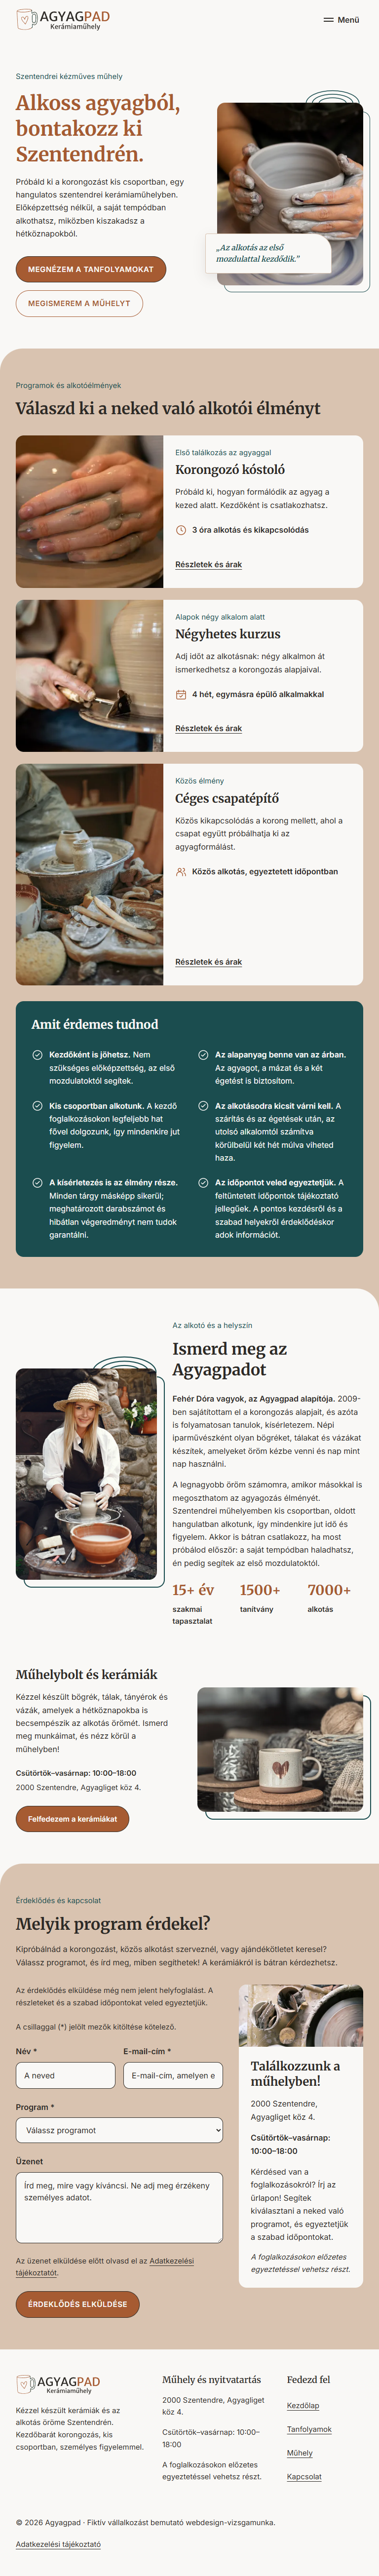 AGYAGPAD
Kerámiaműhely
Menü
Szentendrei kézműves műhely
Alkoss agyagból,
bontakozz ki
Szentendrén.
Próbáld ki a korongozást kis csoportban, egy
hangulatos szentendrei kerámiaműhelyben.
Előképzettség nélkül, a saját tempódban
alkothatsz, miközben kiszakadsz a
hétköznapokból.
„Az alkotás az első
mozdulattal kezdődik.”
MEGNÉZEM A TANFOLYAMOKAT
MEGISMEREM A MŰHELYT
Programok és alkotóélmények
Válaszd ki a neked való alkotói élményt
Első találkozás az agyaggal
Korongozó kóstoló
Próbáld ki, hogyan formálódik az agyag a
kezed alatt. Kezdőként is csatlakozhatsz.
3 óra alkotás és kikapcsolódás
Részletek és árak
Alapok négy alkalom alatt
Négyhetes kurzus
Adj időt az alkotásnak: négy alkalmon át
ismerkedhetsz a korongozás alapjaival.
4 hét, egymásra épülő alkalmakkal
Részletek és árak
Közös élmény
Céges csapatépítő
Közös kikapcsolódás a korong mellett, ahol a
csapat együtt próbálhatja ki az
agyagformálást.
Közös alkotás, egyeztetett időpontban
Részletek és árak
Amit érdemes tudnod
Kezdőként is jöhetsz. Nem
szükséges előképzettség, az első
mozdulatoktól segítek.
Az alapanyag benne van az árban.
Az agyagot, a mázat és a két
égetést is biztosítom.
Kis csoportban alkotunk. A kezdő
foglalkozásokon legfeljebb hat
fővel dolgozunk, így mindenkire jut
figyelem.
Az alkotásodra kicsit várni kell. A
szárítás és az égetések után, az
utolsó alkalomtól számítva
körülbelül két hét múlva viheted
haza.
A kísérletezés is az élmény része.
Minden tárgy másképp sikerül;
meghatározott darabszámot és
hibátlan végeredményt nem tudok
garantálni.
Az időpontot veled egyeztetjük. A
feltüntetett időpontok tájékoztató
jellegűek. A pontos kezdésről és a
szabad helyekről érdeklődéskor
adok információt.
Az alkotó és a helyszín
Ismerd meg az
Agyagpadot
Fehér Dóra vagyok, az Agyagpad alapítója. 2009-
ben sajátítottam el a korongozás alapjait, és azóta
is folyamatosan tanulok, kísérletezem. Népi
iparművészként olyan bögréket, tálakat és vázákat
készítek, amelyeket öröm kézbe venni és nap mint
nap használni.
A legnagyobb öröm számomra, amikor másokkal is
megoszthatom az agyagozás élményét.
Szentendrei műhelyemben kis csoportban, oldott
hangulatban alkotunk, így mindenkire jut idő és
figyelem. Akkor is bátran csatlakozz, ha most
próbálod először: a saját tempódban haladhatsz,
én pedig segítek az első mozdulatoktól.
15+ év
szakmai
tapasztalat
1500+
tanítvány
7000+
alkotás
Műhelybolt és kerámiák
Kézzel készült bögrék, tálak, tányérok és
vázák, amelyek a hétköznapokba is
becsempészik az alkotás örömét. Ismerd
meg munkáimat, és nézz körül a
műhelyben!
Csütörtök–vasárnap: 10:00–18:00
2000 Szentendre, Agyagliget köz 4.
Felfedezem a kerámiákat
Érdeklődés és kapcsolat
Melyik program érdekel?
Kipróbálnád a korongozást, közös alkotást szerveznél, vagy ajándékötletet keresel?
Válassz programot, és írd meg, miben segíthetek! A kerámiákról is bátran kérdezhetsz.
Az érdeklődés elküldése még nem jelent helyfoglalást. A
részleteket és a szabad időpontokat veled egyeztetjük.
A csillaggal (*) jelölt mezők kitöltése kötelező.
Név *
A neved
E-mail-cím *
E-mail-cím, amelyen e
Program *
Válassz programot
Üzenet
Írd meg, mire vagy kíváncsi. Ne adj meg érzékeny
személyes adatot.
Az üzenet elküldése előtt olvasd el az Adatkezelési
tájékoztatót.
ÉRDEKLŐDÉS ELKÜLDÉSE
Találkozzunk a
műhelyben!
2000 Szentendre,
Agyagliget köz 4.
Csütörtök–vasárnap:
10:00–18:00
Kérdésed van a
foglalkozásokról? Írj az
űrlapon! Segítek
kiválasztani a neked való
programot, és egyeztetjük
a szabad időpontokat.
A foglalkozásokon előzetes
egyeztetéssel vehetsz részt.
AGYAGPAD
Kerámiaműhely
Kézzel készült kerámiák és az
alkotás öröme Szentendrén.
Kezdőbarát korongozás, kis
csoportban, személyes figyelemmel.
Műhely és nyitvatartás
2000 Szentendre, Agyagliget
köz 4.
Csütörtök–vasárnap: 10:00–
18:00
A foglalkozásokon előzetes
egyeztetéssel vehetsz részt.
Fedezd fel
Kezdőlap
Tanfolyamok
Műhely
Kapcsolat
© 2026 Agyagpad · Fiktív vállalkozást bemutató webdesign-vizsgamunka.
Adatkezelési tájékoztató